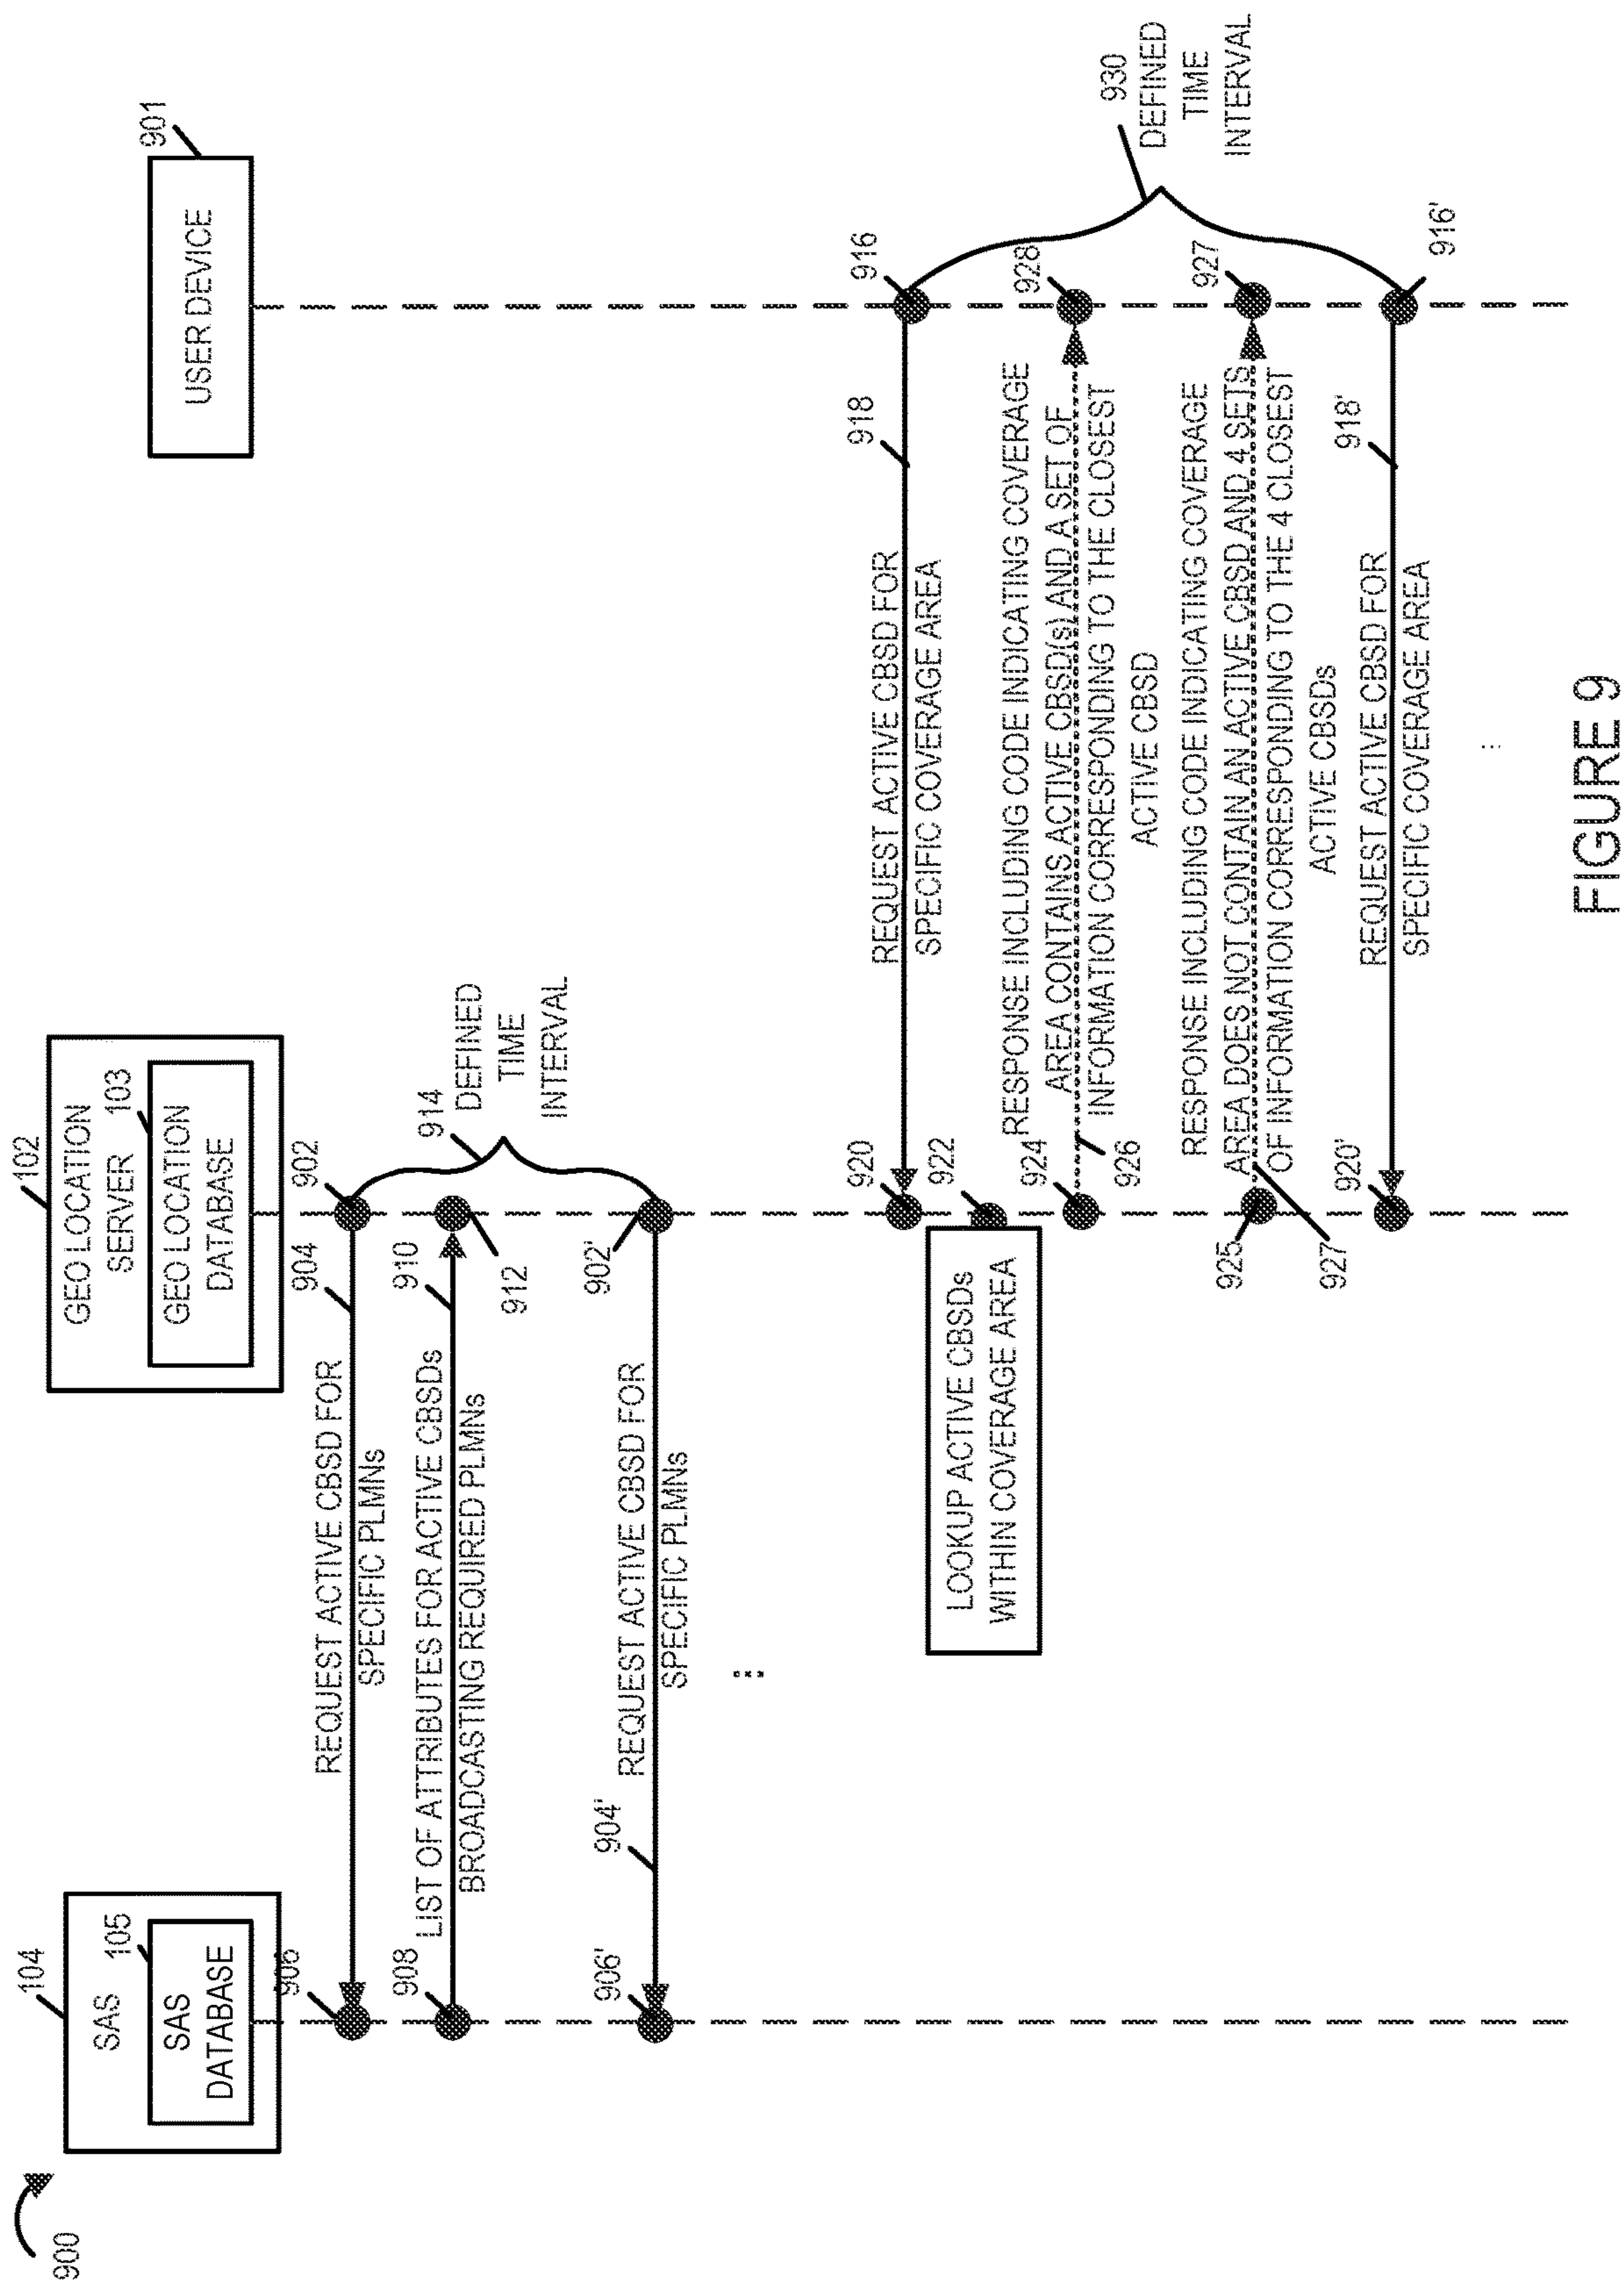 900
104
SAS
105
SAS
DATABASE
102
GEO LOCATION
SERVER
103
GEO LOCATION
DATABASE
901
USER DEVICE
906
904
902
REQUEST ACTIVE CBSD FOR
SPECIFIC PLMNs
908
910
LIST OF ATTRIBUTES FOR ACTIVE CBSDs
BROADCASTING REQUIRED PLMNs
912
914
DEFINED
TIME
INTERVAL
906'
904'
902'
REQUEST ACTIVE CBSD FOR
SPECIFIC PLMNs
920
918
916
REQUEST ACTIVE CBSD FOR
SPECIFIC COVERAGE AREA
922
LOOKUP ACTIVE CBSDs
WITHIN COVERAGE AREA
924
928
RESPONSE INCLUDING CODE INDICATING COVERAGE
AREA CONTAINS ACTIVE CBSD(s) AND A SET OF
INFORMATION CORRESPONDING TO THE CLOSEST
ACTIVE CBSD
926
930
DEFINED
TIME
INTERVAL
925
927
RESPONSE INCLUDING CODE INDICATING COVERAGE
AREA DOES NOT CONTAIN AN ACTIVE CBSD AND 4 SETS
OF INFORMATION CORRESPONDING TO THE 4 CLOSEST
ACTIVE CBSDs
927
920'
918'
916'
REQUEST ACTIVE CBSD FOR
SPECIFIC COVERAGE AREA
FIGURE 9